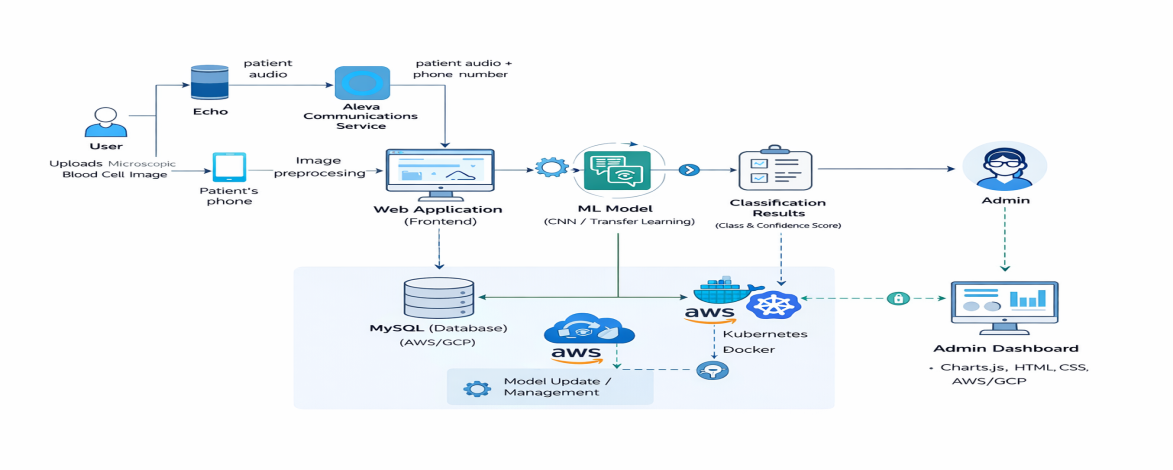 patient
audio
patient audio +
phone number
Echo
Aleva
Communications
Service
User
Uploads Microscopic
Blood Cell Image
Patient's
phone
Image
preprocesing
Web Application
(Frontend)
ML Model
(CNN / Transfer Learning)
Classification
Results
(Class & Confidence Score)
Admin
MySQL (Database)
(AWS/GCP)
aws
aws
Kubernetes
Docker
Model Update /
Management
Admin Dashboard
• Charts.js, HTML, CSS,
AWS/GCP